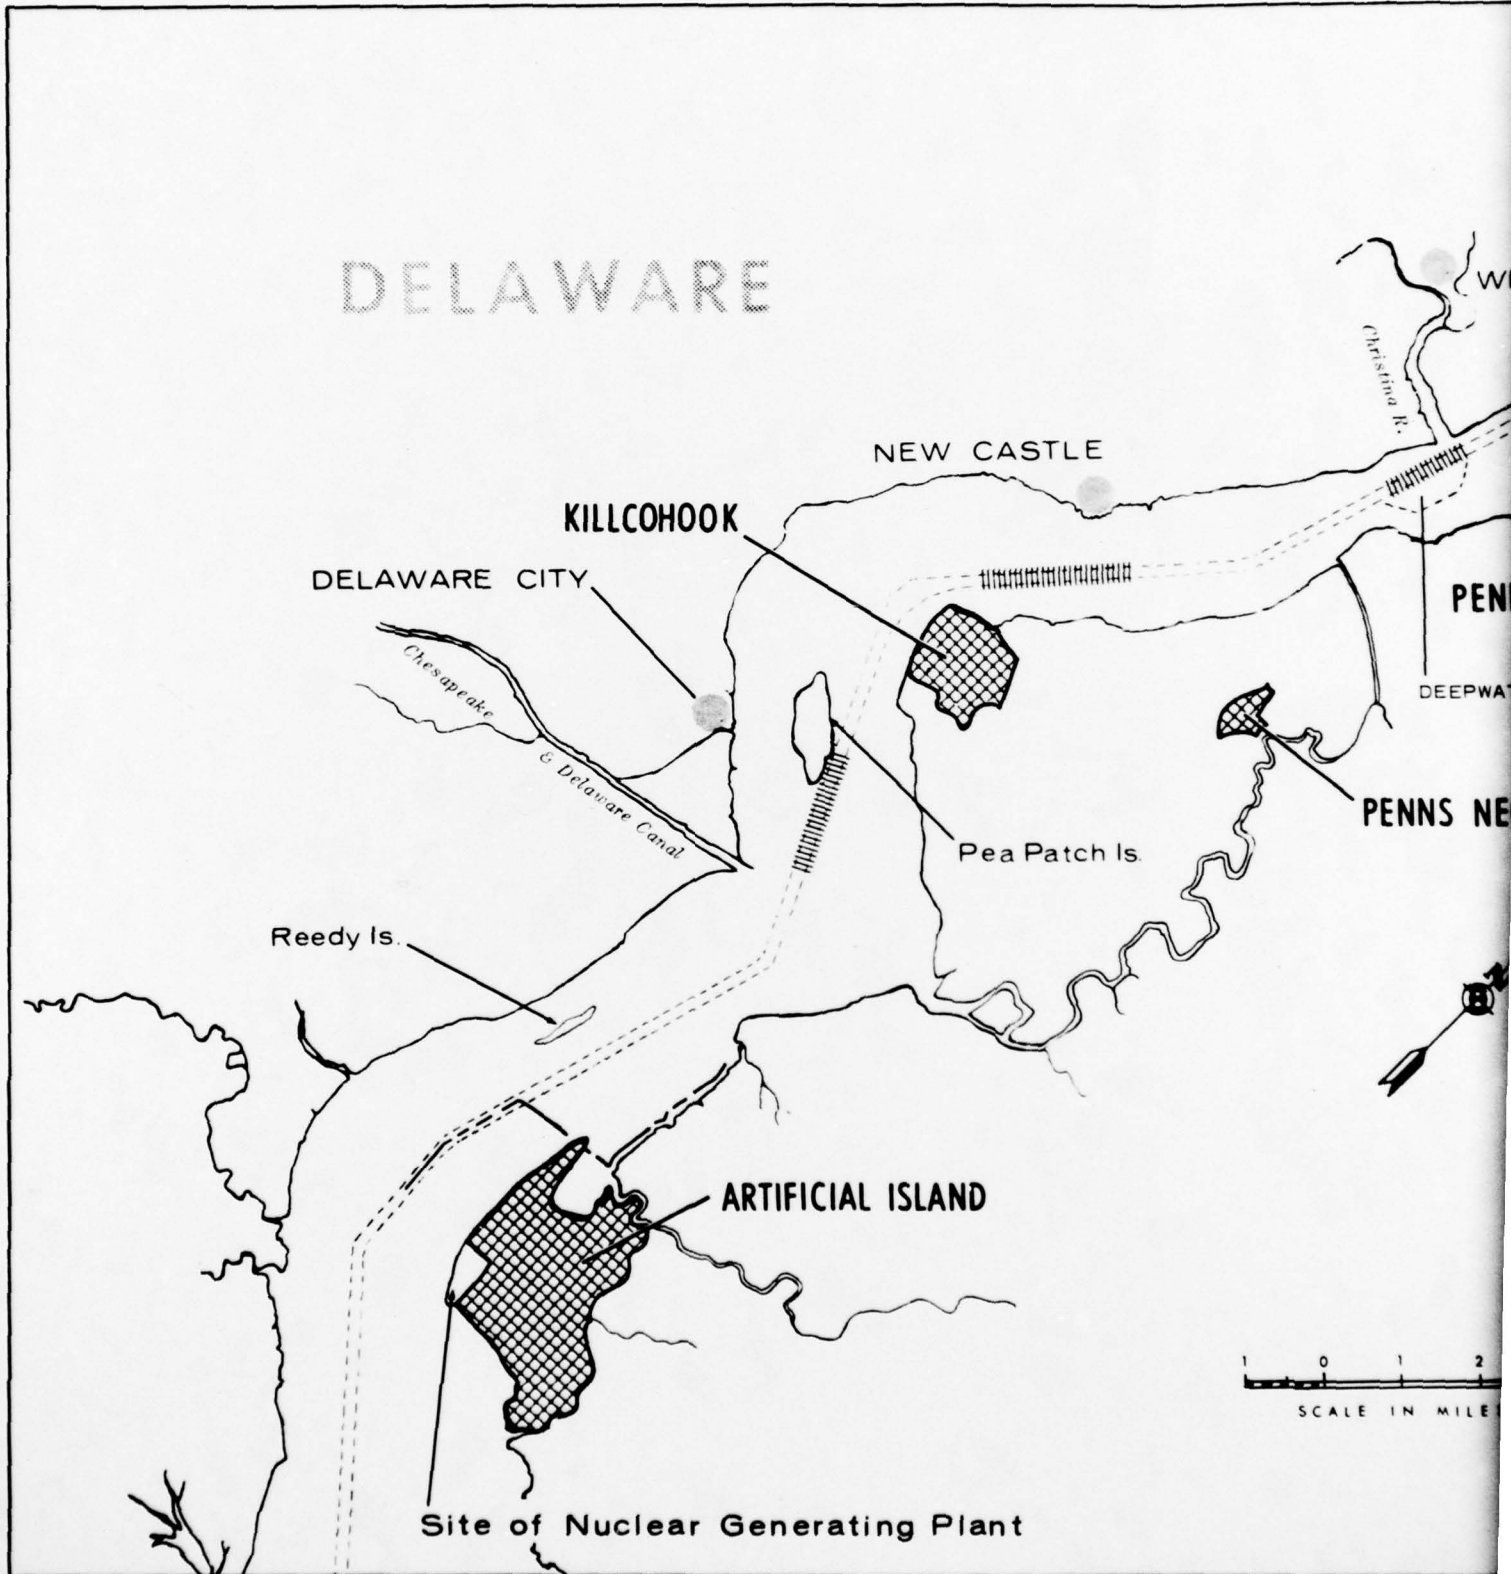 DELAWARE
Christina R.
NEW CASTLE
KILLCOHOOK
DELAWARE CITY
Chesapeake
& Delaware Canal
PENNS
Pea Patch Is.
Reedy Is.
ARTIFICIAL ISLAND
1 0 1 2
SCALE IN
Site of Nuclear Generating Plant